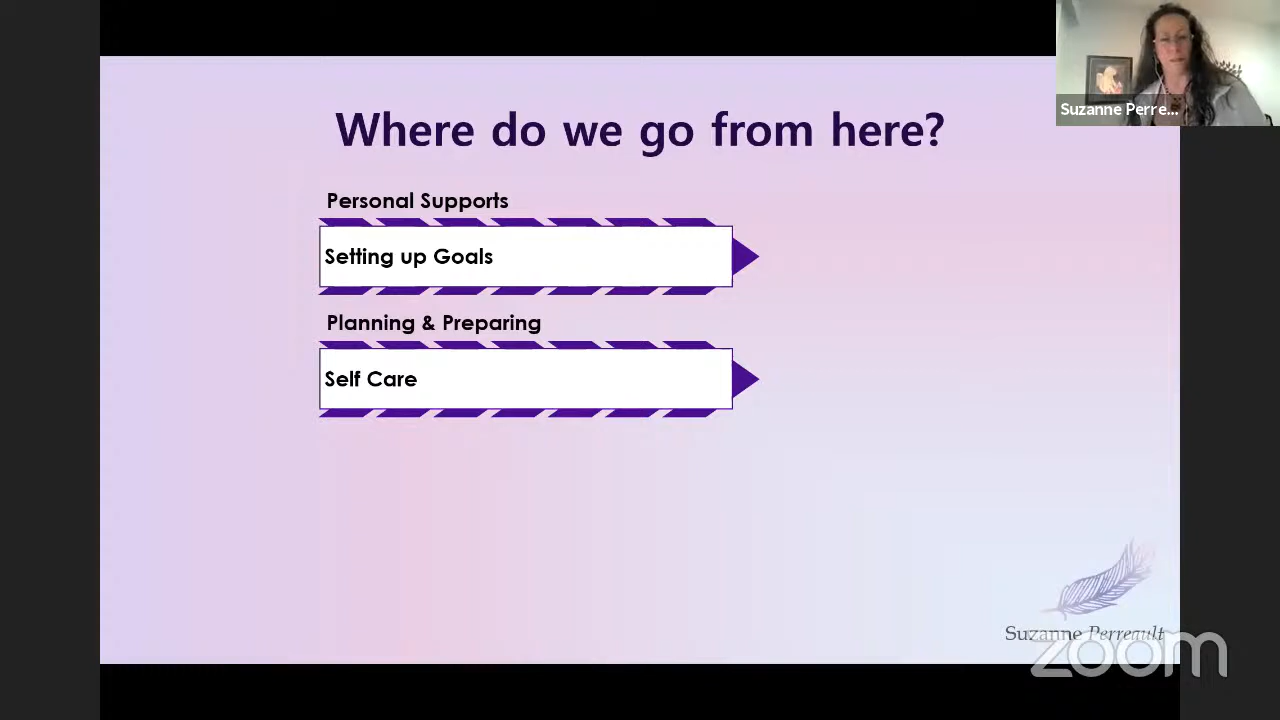 Where do we go from here?
Suzanne Perre...
Personal Supports
Setting up Goals
Planning & Preparing
Self Care
Suzanne Perreault
zoom